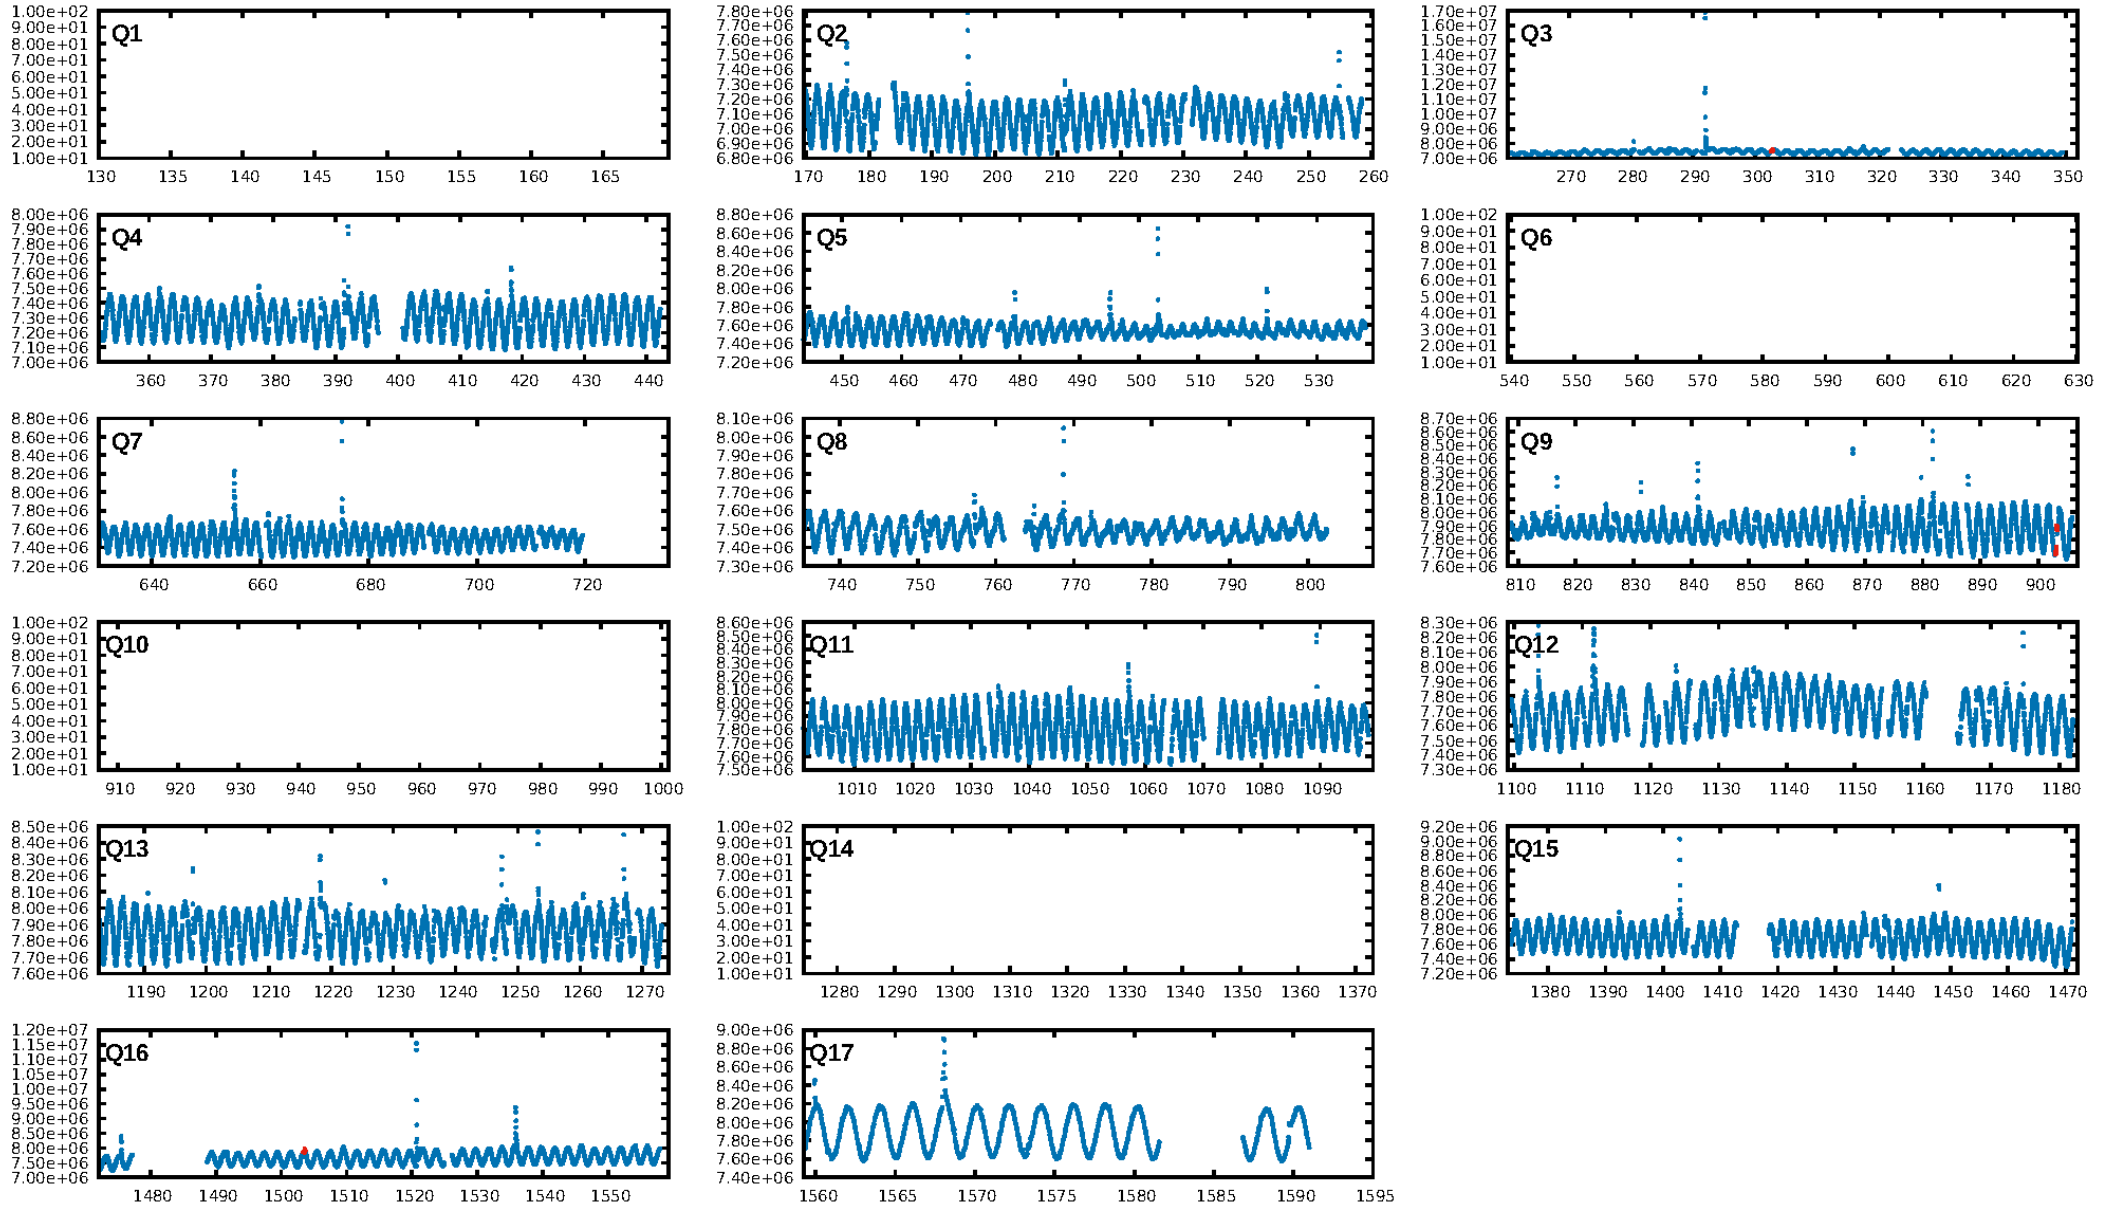 1.00e+02 9.00e+01 8.00e+01 7.00e+01 6.00e+01 5.00e+01 4.00e+01 3.00e+01 2.00e+01 1.00e+01
Q1
130 135 140 145 150 155 160 165
7.80e+06 7.60e+06 7.50e+06 7.40e+06 7.30e+06 7.20e+06 7.10e+06 7.00e+06 6.90e+06 6.80e+06
Q2
170 180 190 200 210 220 230 240 250 260
1.70e+07 1.60e+07 1.50e+07 1.30e+07 1.20e+07 1.10e+07 1.00e+07 9.00e+06 8.00e+06 7.00e+06
Q3
270 280 290 300 310 320 330 340 350
8.00e+06 7.90e+06 7.80e+06 7.70e+06 7.60e+06 7.50e+06 7.40e+06 7.30e+06 7.20e+06 7.10e+06 7.00e+06
Q4
360 370 380 390 400 410 420 430 440
8.80e+06 8.60e+06 8.40e+06 8.20e+06 8.00e+06 7.80e+06 7.60e+06 7.40e+06 7.20e+06
Q5
450 460 470 480 490 500 510 520 530
1.00e+02 9.00e+01 8.00e+01 7.00e+01 6.00e+01 5.00e+01 4.00e+01 3.00e+01 2.00e+01 1.00e+01
Q6
540 550 560 570 580 590 600 610 620 630
8.80e+06 8.60e+06 8.40e+06 8.20e+06 8.00e+06 7.80e+06 7.60e+06 7.40e+06 7.20e+06
Q7
640 660 680 700 720
8.10e+06 8.00e+06 7.90e+06 7.80e+06 7.70e+06 7.60e+06 7.50e+06 7.40e+06 7.30e+06
Q8
740 750 760 770 780 790 800
8.70e+06 8.60e+06 8.50e+06 8.40e+06 8.30e+06 8.20e+06 8.10e+06 8.00e+06 7.90e+06 7.80e+06 7.70e+06 7.60e+06
Q9
810 820 830 840 850 860 870 880 890 900
1.00e+02 9.00e+01 8.00e+01 7.00e+01 6.00e+01 5.00e+01 4.00e+01 3.00e+01 2.00e+01 1.00e+01
Q10
910 920 930 940 950 960 970 980 990 1000
8.60e+06 8.50e+06 8.40e+06 8.30e+06 8.20e+06 8.10e+06 8.00e+06 7.90e+06 7.80e+06 7.70e+06 7.60e+06 7.50e+06
Q11
1010 1020 1030 1040 1050 1060 1070 1080 1090
8.30e+06 8.20e+06 8.10e+06 8.00e+06 7.90e+06 7.80e+06 7.70e+06 7.60e+06 7.50e+06 7.40e+06 7.30e+06
Q12
1100 1110 1120 1130 1140 1150 1160 1170 1180
8.50e+06 8.40e+06 8.30e+06 8.20e+06 8.10e+06 8.00e+06 7.90e+06 7.80e+06 7.70e+06 7.60e+06
Q13
1190 1200 1210 1220 1230 1240 1250 1260 1270
1.00e+02 9.00e+01 8.00e+01 7.00e+01 6.00e+01 5.00e+01 4.00e+01 3.00e+01 2.00e+01 1.00e+01
Q14
1280 1290 1300 1310 1320 1330 1340 1350 1360 1370
9.20e+06 9.00e+06 8.80e+06 8.60e+06 8.40e+06 8.20e+06 8.00e+06 7.80e+06 7.60e+06 7.40e+06 7.20e+06
Q15
1380 1390 1400 1410 1420 1430 1440 1450 1460 1470
1.20e+07 1.15e+07 1.10e+07 1.05e+07 1.00e+07 9.50e+06 9.00e+06 8.50e+06 8.00e+06 7.50e+06 7.00e+06
Q16
1480 1490 1500 1510 1520 1530 1540 1550
9.00e+06 8.80e+06 8.60e+06 8.40e+06 8.20e+06 8.00e+06 7.80e+06 7.60e+06 7.40e+06
Q17
1560 1565 1570 1575 1580 1585 1590 1595